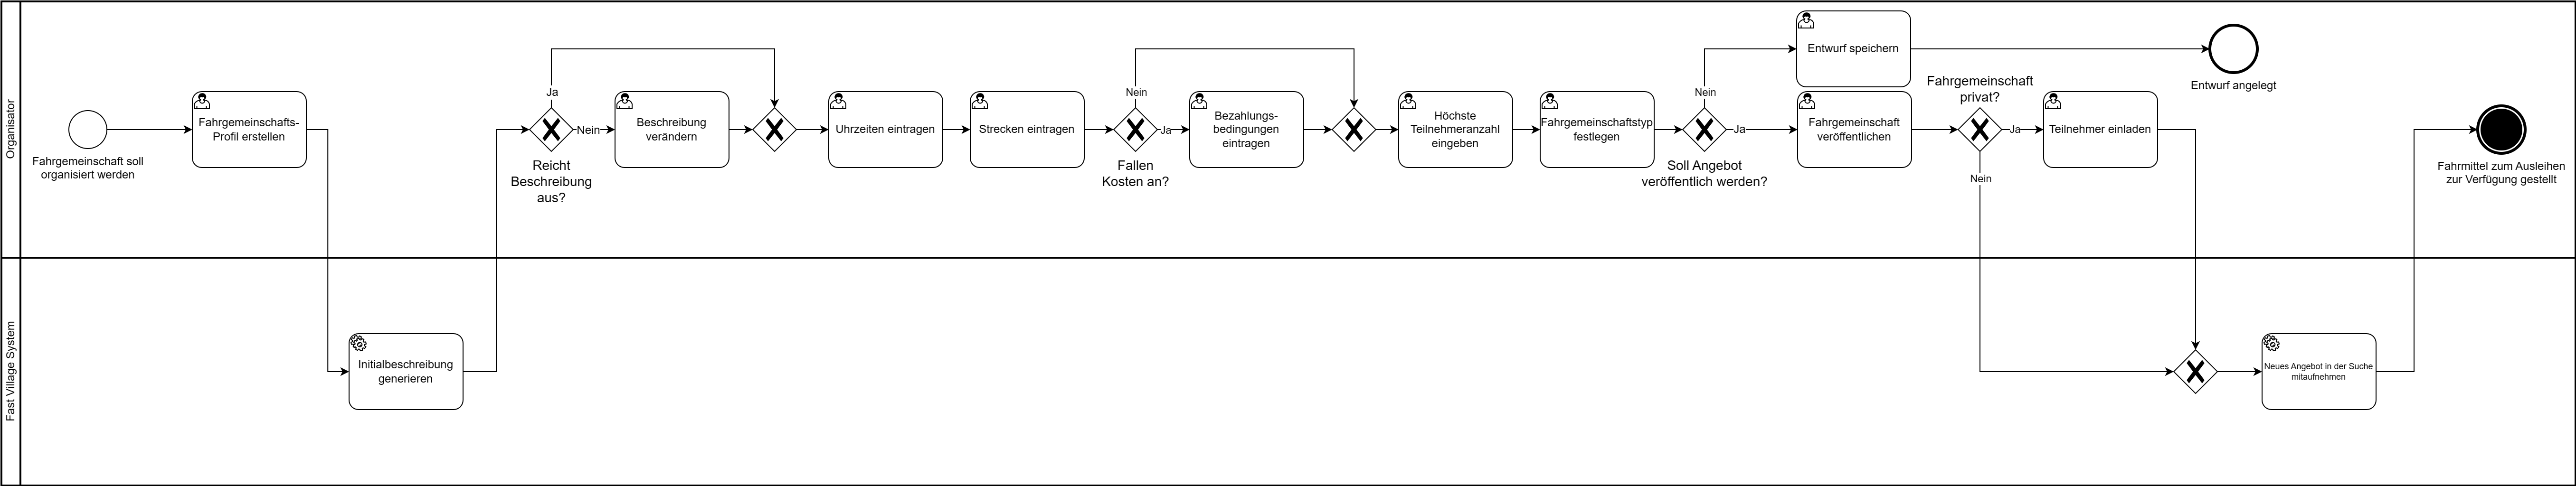 Organisator
Fahrgemeinschaft soll
organisiert werden
Fahrgemeinschafts-
Profil erstellen
Ja
Nein
Reicht
Beschreibung
aus?
Beschreibung
verändern
Uhrzeiten eintragen
Strecken eintragen
Nein
Ja
Fallen
Kosten an?
Bezahlungs-
bedingungen
eintragen
Höchste
Teilnehmeranzahl
eingeben
Fahrgemeinschaftstyp
festlegen
Nein
Ja
Soll Angebot
veröffentlich werden?
Entwurf speichern
Entwurf angelegt
Fahrgemeinschaft
veröffentlichen
Fahrgemeinschaft
privat?
Ja
Nein
Teilnehmer einladen
Fahrmittel zum Ausleihen
zur Verfügung gestellt
Fast Village System
Initialbeschreibung
generieren
Neues Angebot in der Suche
mitaufnehmen